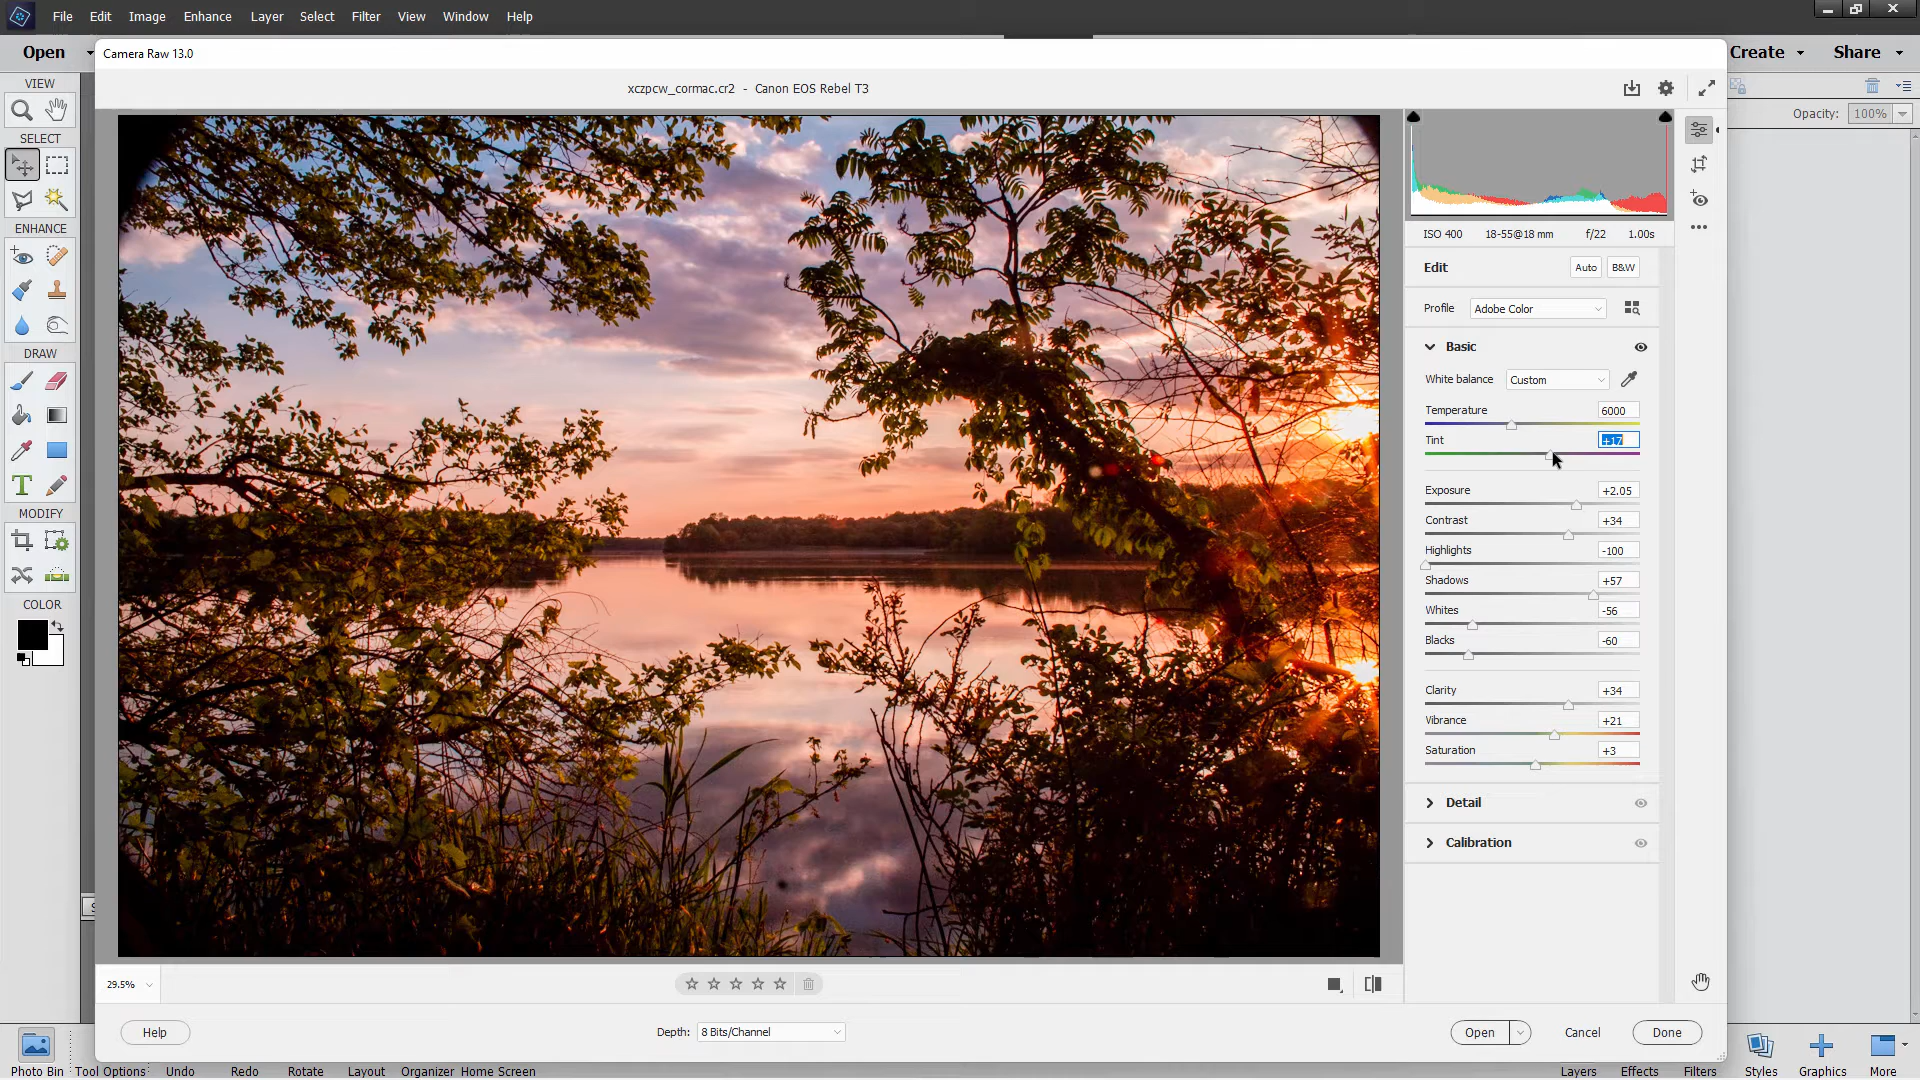 File Edit Image Enhance Layer Select Filter View Window Help
Open
Create Share
Camera Raw 13.0
xczpcw_cormac.cr2 - Canon EOS Rebel T3
VIEW
SELECT
ENHANCE
DRAW
T
MODIFY
COLOR
Opacity: 100%
ISO 400 18-55@18 mm f/22 1.00s
Edit Auto B&W
Profile Adobe Color
Basic
White balance Custom
Temperature 6000
Tint +17
Exposure +2.05
Contrast +34
Highlights -100
Shadows +57
Whites -56
Blacks -60
Clarity +34
Vibrance +21
Saturation +3
Detail
Calibration
29.5%
Help
Depth: 8 Bits/Channel
Open Cancel Done
Photo Bin Tool Options Undo Redo Rotate Layout Organizer Home Screen
Layers Effects Filters Styles Graphics More